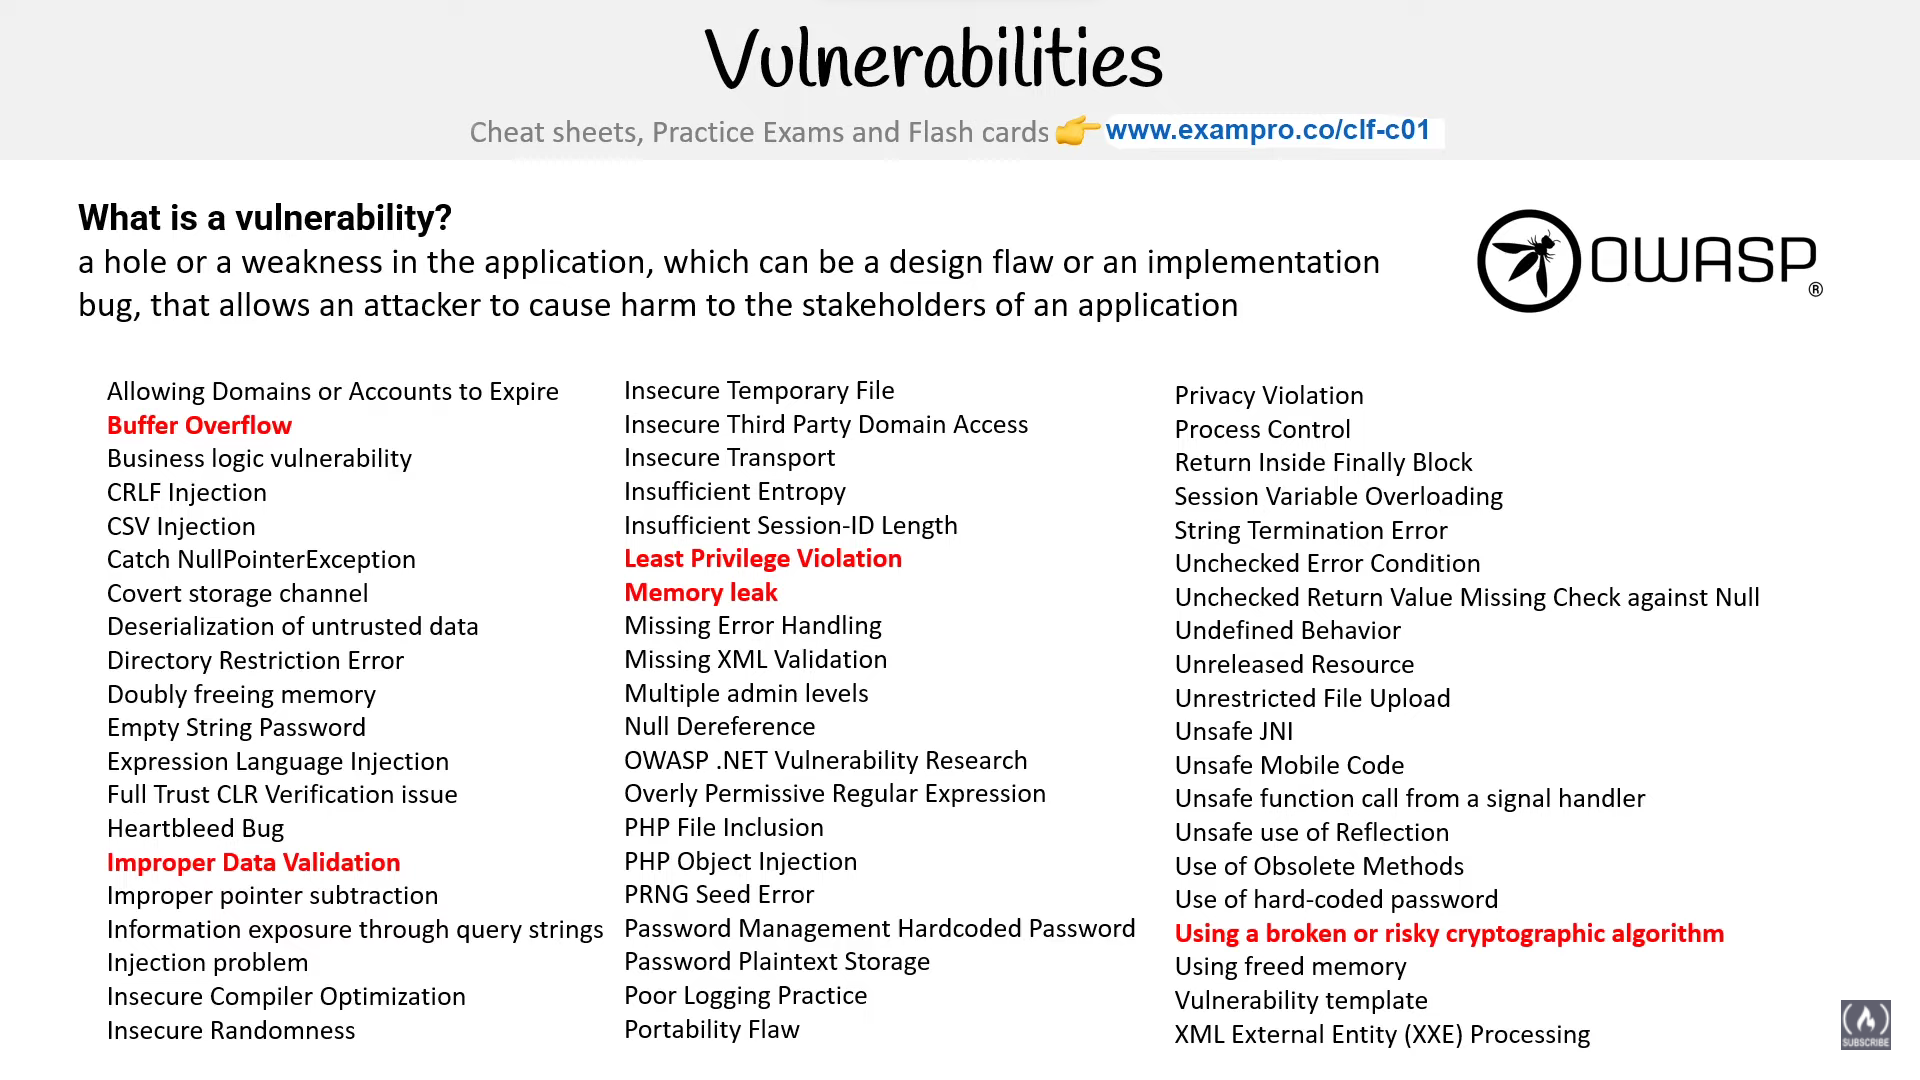 Vulnerabilities
Cheat sheets, Practice Exams and Flash cards 👉 www.exampro.co/clf-c01
What is a vulnerability?
a hole or a weakness in the application, which can be a design flaw or an implementation
bug, that allows an attacker to cause harm to the stakeholders of an application
OWASP®
Allowing Domains or Accounts to Expire
Buffer Overflow
Business logic vulnerability
CRLF Injection
CSV Injection
Catch NullPointerException
Covert storage channel
Deserialization of untrusted data
Directory Restriction Error
Doubly freeing memory
Empty String Password
Expression Language Injection
Full Trust CLR Verification issue
Heartbleed Bug
Improper Data Validation
Improper pointer subtraction
Information exposure through query strings
Injection problem
Insecure Compiler Optimization
Insecure Randomness
Insecure Temporary File
Insecure Third Party Domain Access
Insecure Transport
Insufficient Entropy
Insufficient Session-ID Length
Least Privilege Violation
Memory leak
Missing Error Handling
Missing XML Validation
Multiple admin levels
Null Dereference
OWASP .NET Vulnerability Research
Overly Permissive Regular Expression
PHP File Inclusion
PHP Object Injection
PRNG Seed Error
Password Management Hardcoded Password
Password Plaintext Storage
Poor Logging Practice
Portability Flaw
Privacy Violation
Process Control
Return Inside Finally Block
Session Variable Overloading
String Termination Error
Unchecked Error Condition
Unchecked Return Value Missing Check against Null
Undefined Behavior
Unreleased Resource
Unrestricted File Upload
Unsafe JNI
Unsafe Mobile Code
Unsafe function call from a signal handler
Unsafe use of Reflection
Use of Obsolete Methods
Use of hard-coded password
Using a broken or risky cryptographic algorithm
Using freed memory
Vulnerability template
XML External Entity (XXE) Processing
SUBSCRIBE